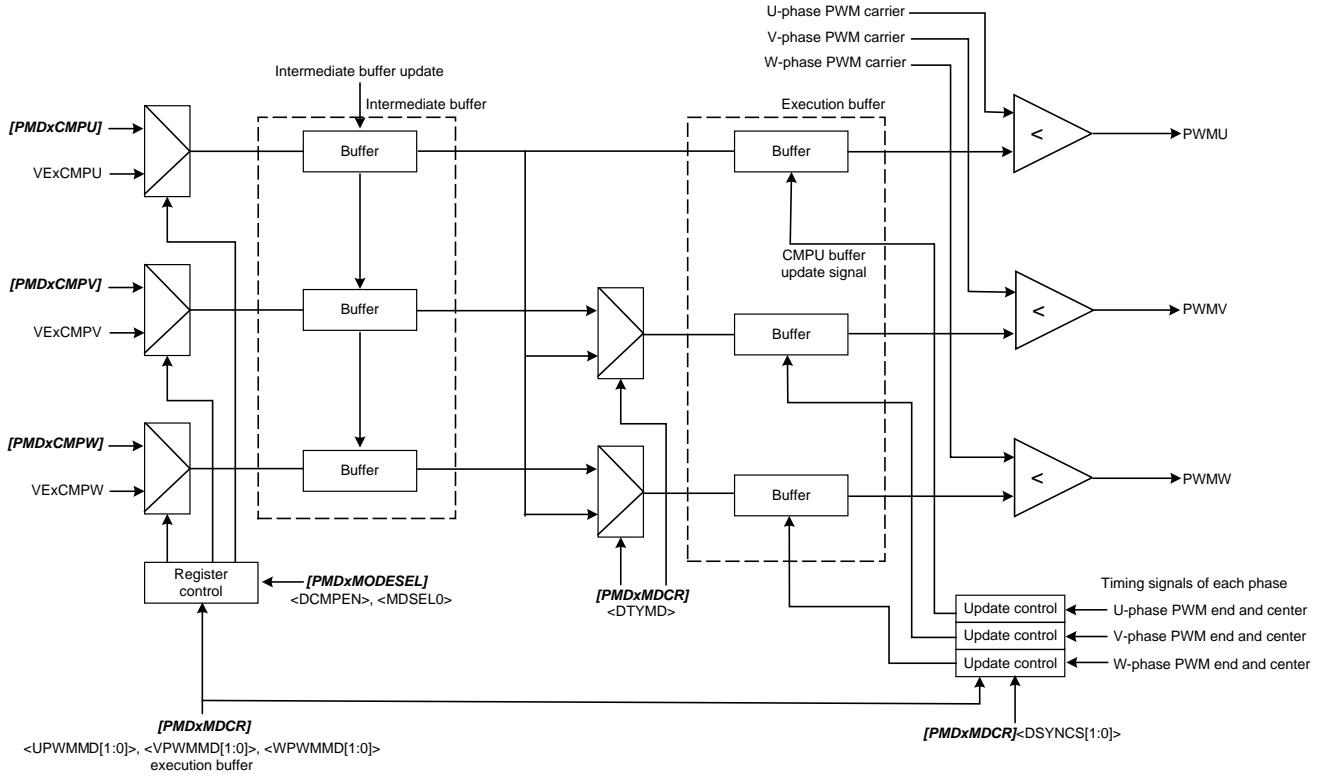 U-phase PWM carrier
V-phase PWM carrier
W-phase PWM carrier
Intermediate buffer update
Intermediate buffer
Execution buffer
[PMDxCMPU]
VExCMPU
Buffer
Buffer
<
PWMU
CMPU buffer
update signal
[PMDxCMPV]
VExCMPV
Buffer
Buffer
<
PWMV
[PMDxCMPW]
VExCMPW
Buffer
Buffer
<
PWMW
Register
control
[PMDxMODESEL]
<DCMPEN>, <MDSEL0>
[PMDxMDCR]
<DTYMD>
Timing signals of each phase
Update control
U-phase PWM end and center
Update control
V-phase PWM end and center
Update control
W-phase PWM end and center
[PMDxMDCR]
<UPWMMD[1:0]>, <VPWMMD[1:0]>, <WPWMMD[1:0]>
execution buffer
[PMDxMDCR]<DSYNCS[1:0]>